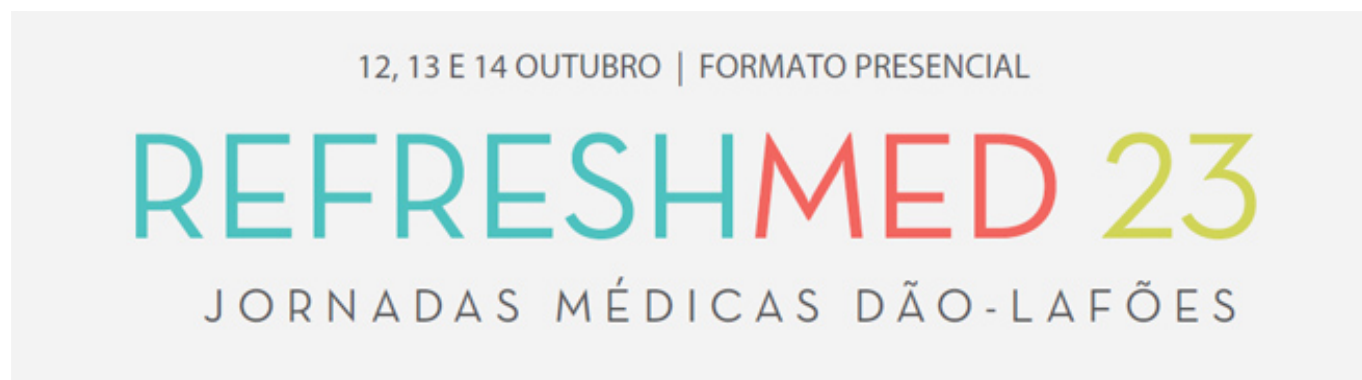 12, 13 E 14 OUTUBRO | FORMATO PRESENCIAL
REFRESHMED 23
JORNADAS MÉDICAS DÃO-LAFÕES